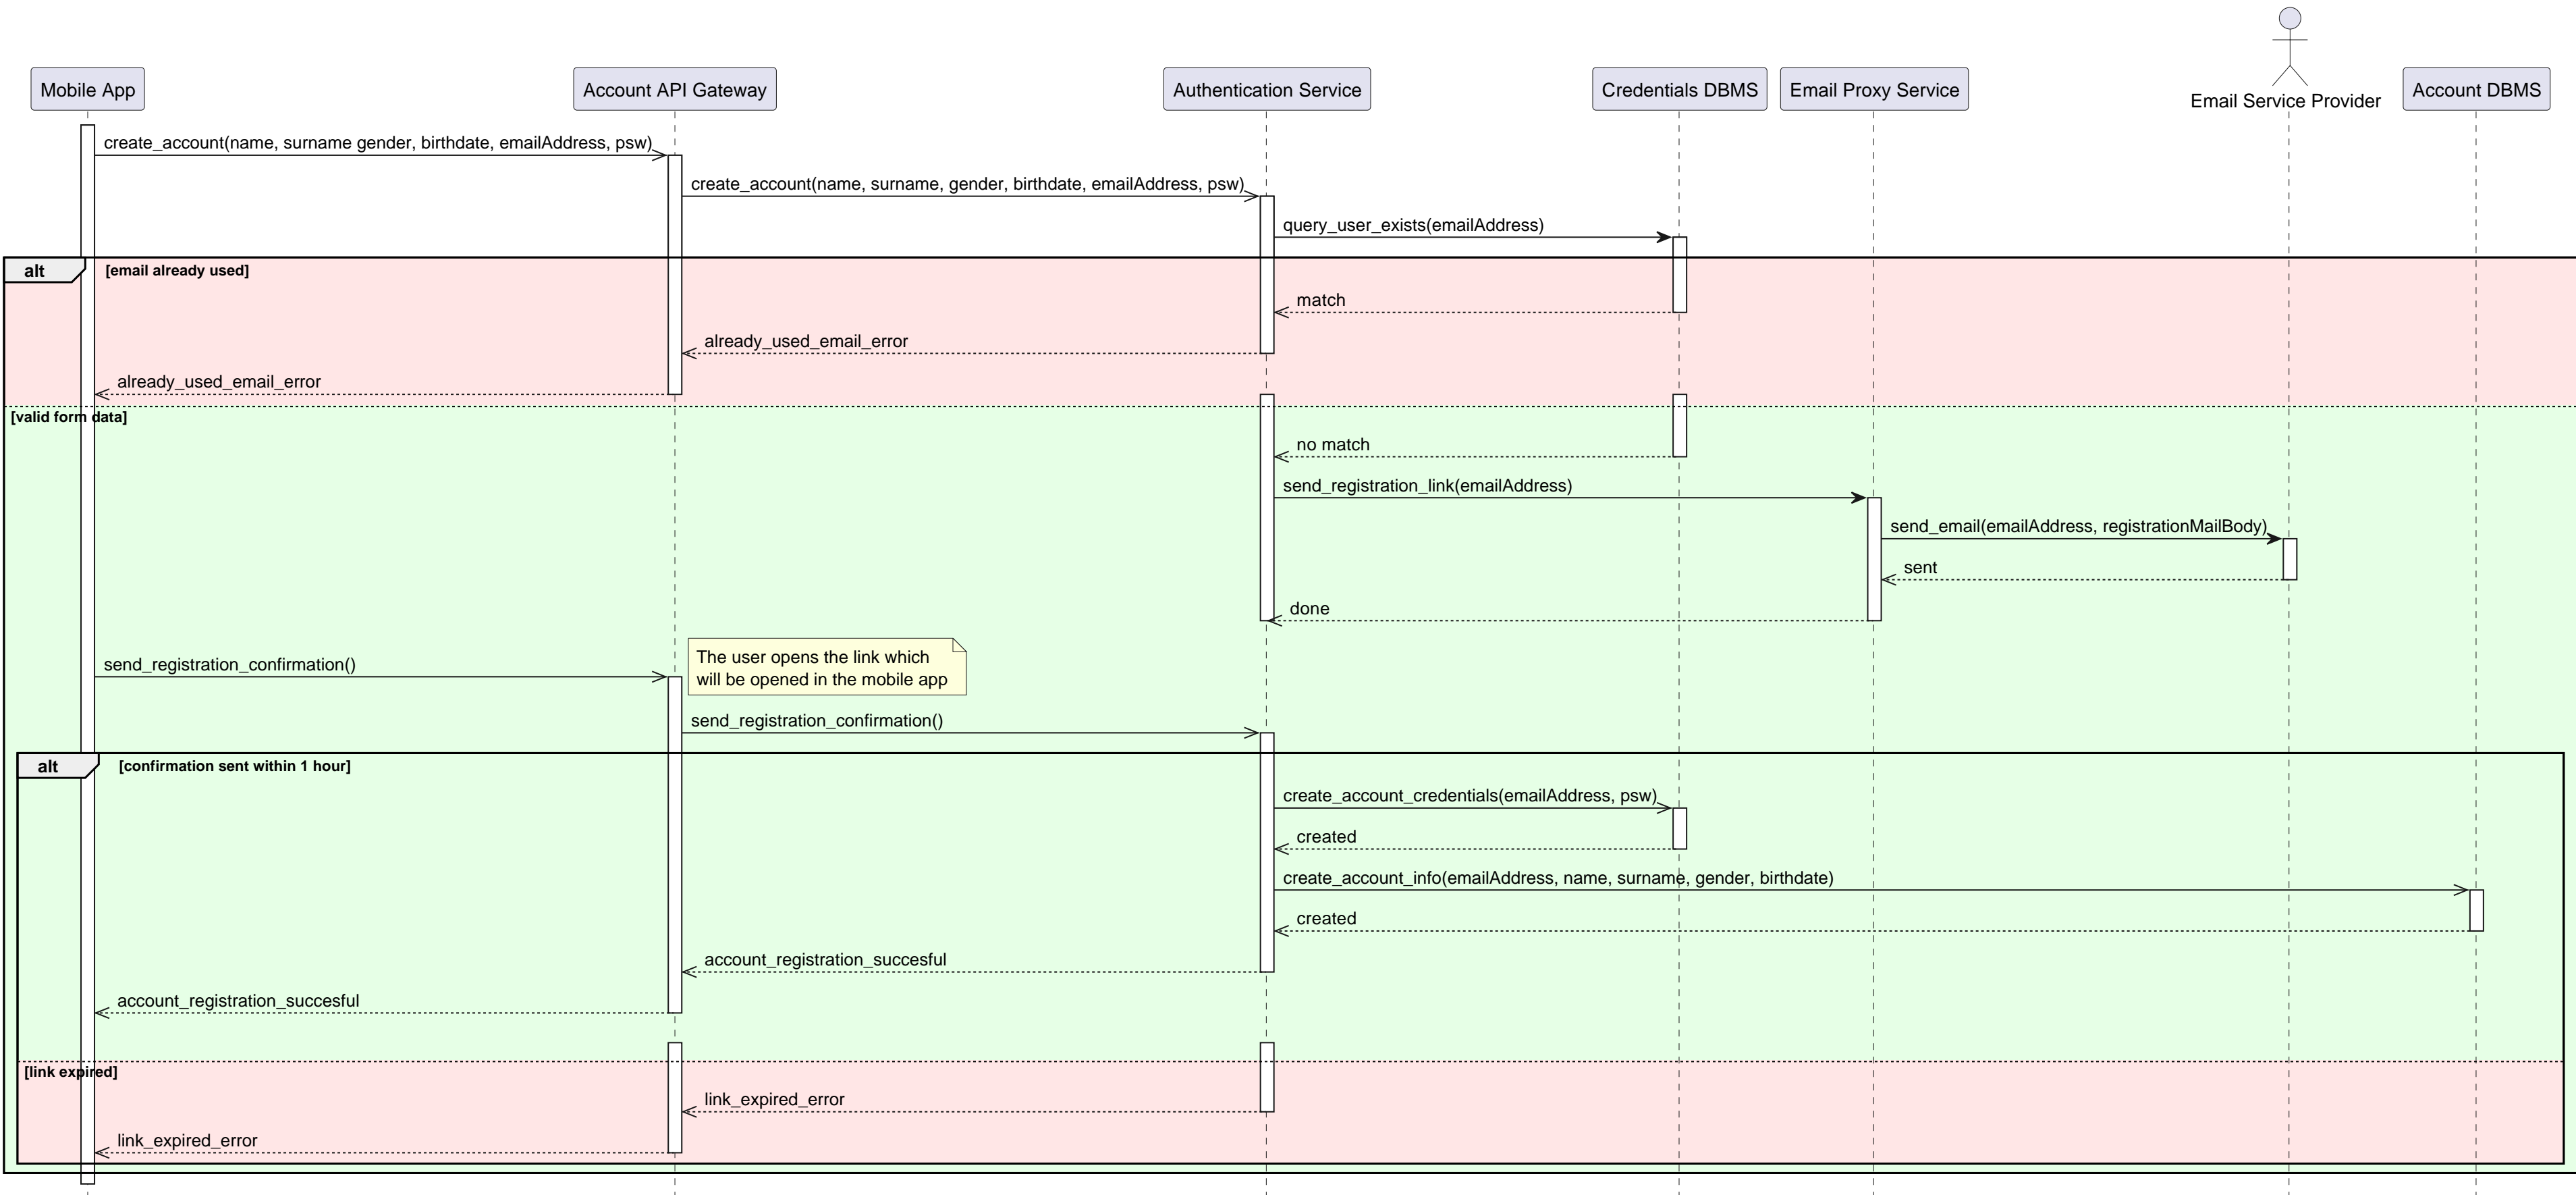 Mobile App
Account API Gateway
Authentication Service
Credentials DBMS
Email Proxy Service
Email Service Provider
Account DBMS
create_account(name, surname gender, birthdate, emailAddress, psw)
create_account(name, surname, gender, birthdate, emailAddress, psw)
query_user_exists(emailAddress)
alt
[email already used]
match
already_used_email_error
already_used_email_error
[valid form data]
no match
send_registration_link(emailAddress)
send_email(emailAddress, registrationMailBody)
sent
done
The user opens the link which
will be opened in the mobile app
send_registration_confirmation()
send_registration_confirmation()
alt
[confirmation sent within 1 hour]
create_account_credentials(emailAddress, psw)
created
create_account_info(emailAddress, name, surname, gender, birthdate)
created
account_registration_succesful
account_registration_succesful
[link expired]
link_expired_error
link_expired_error